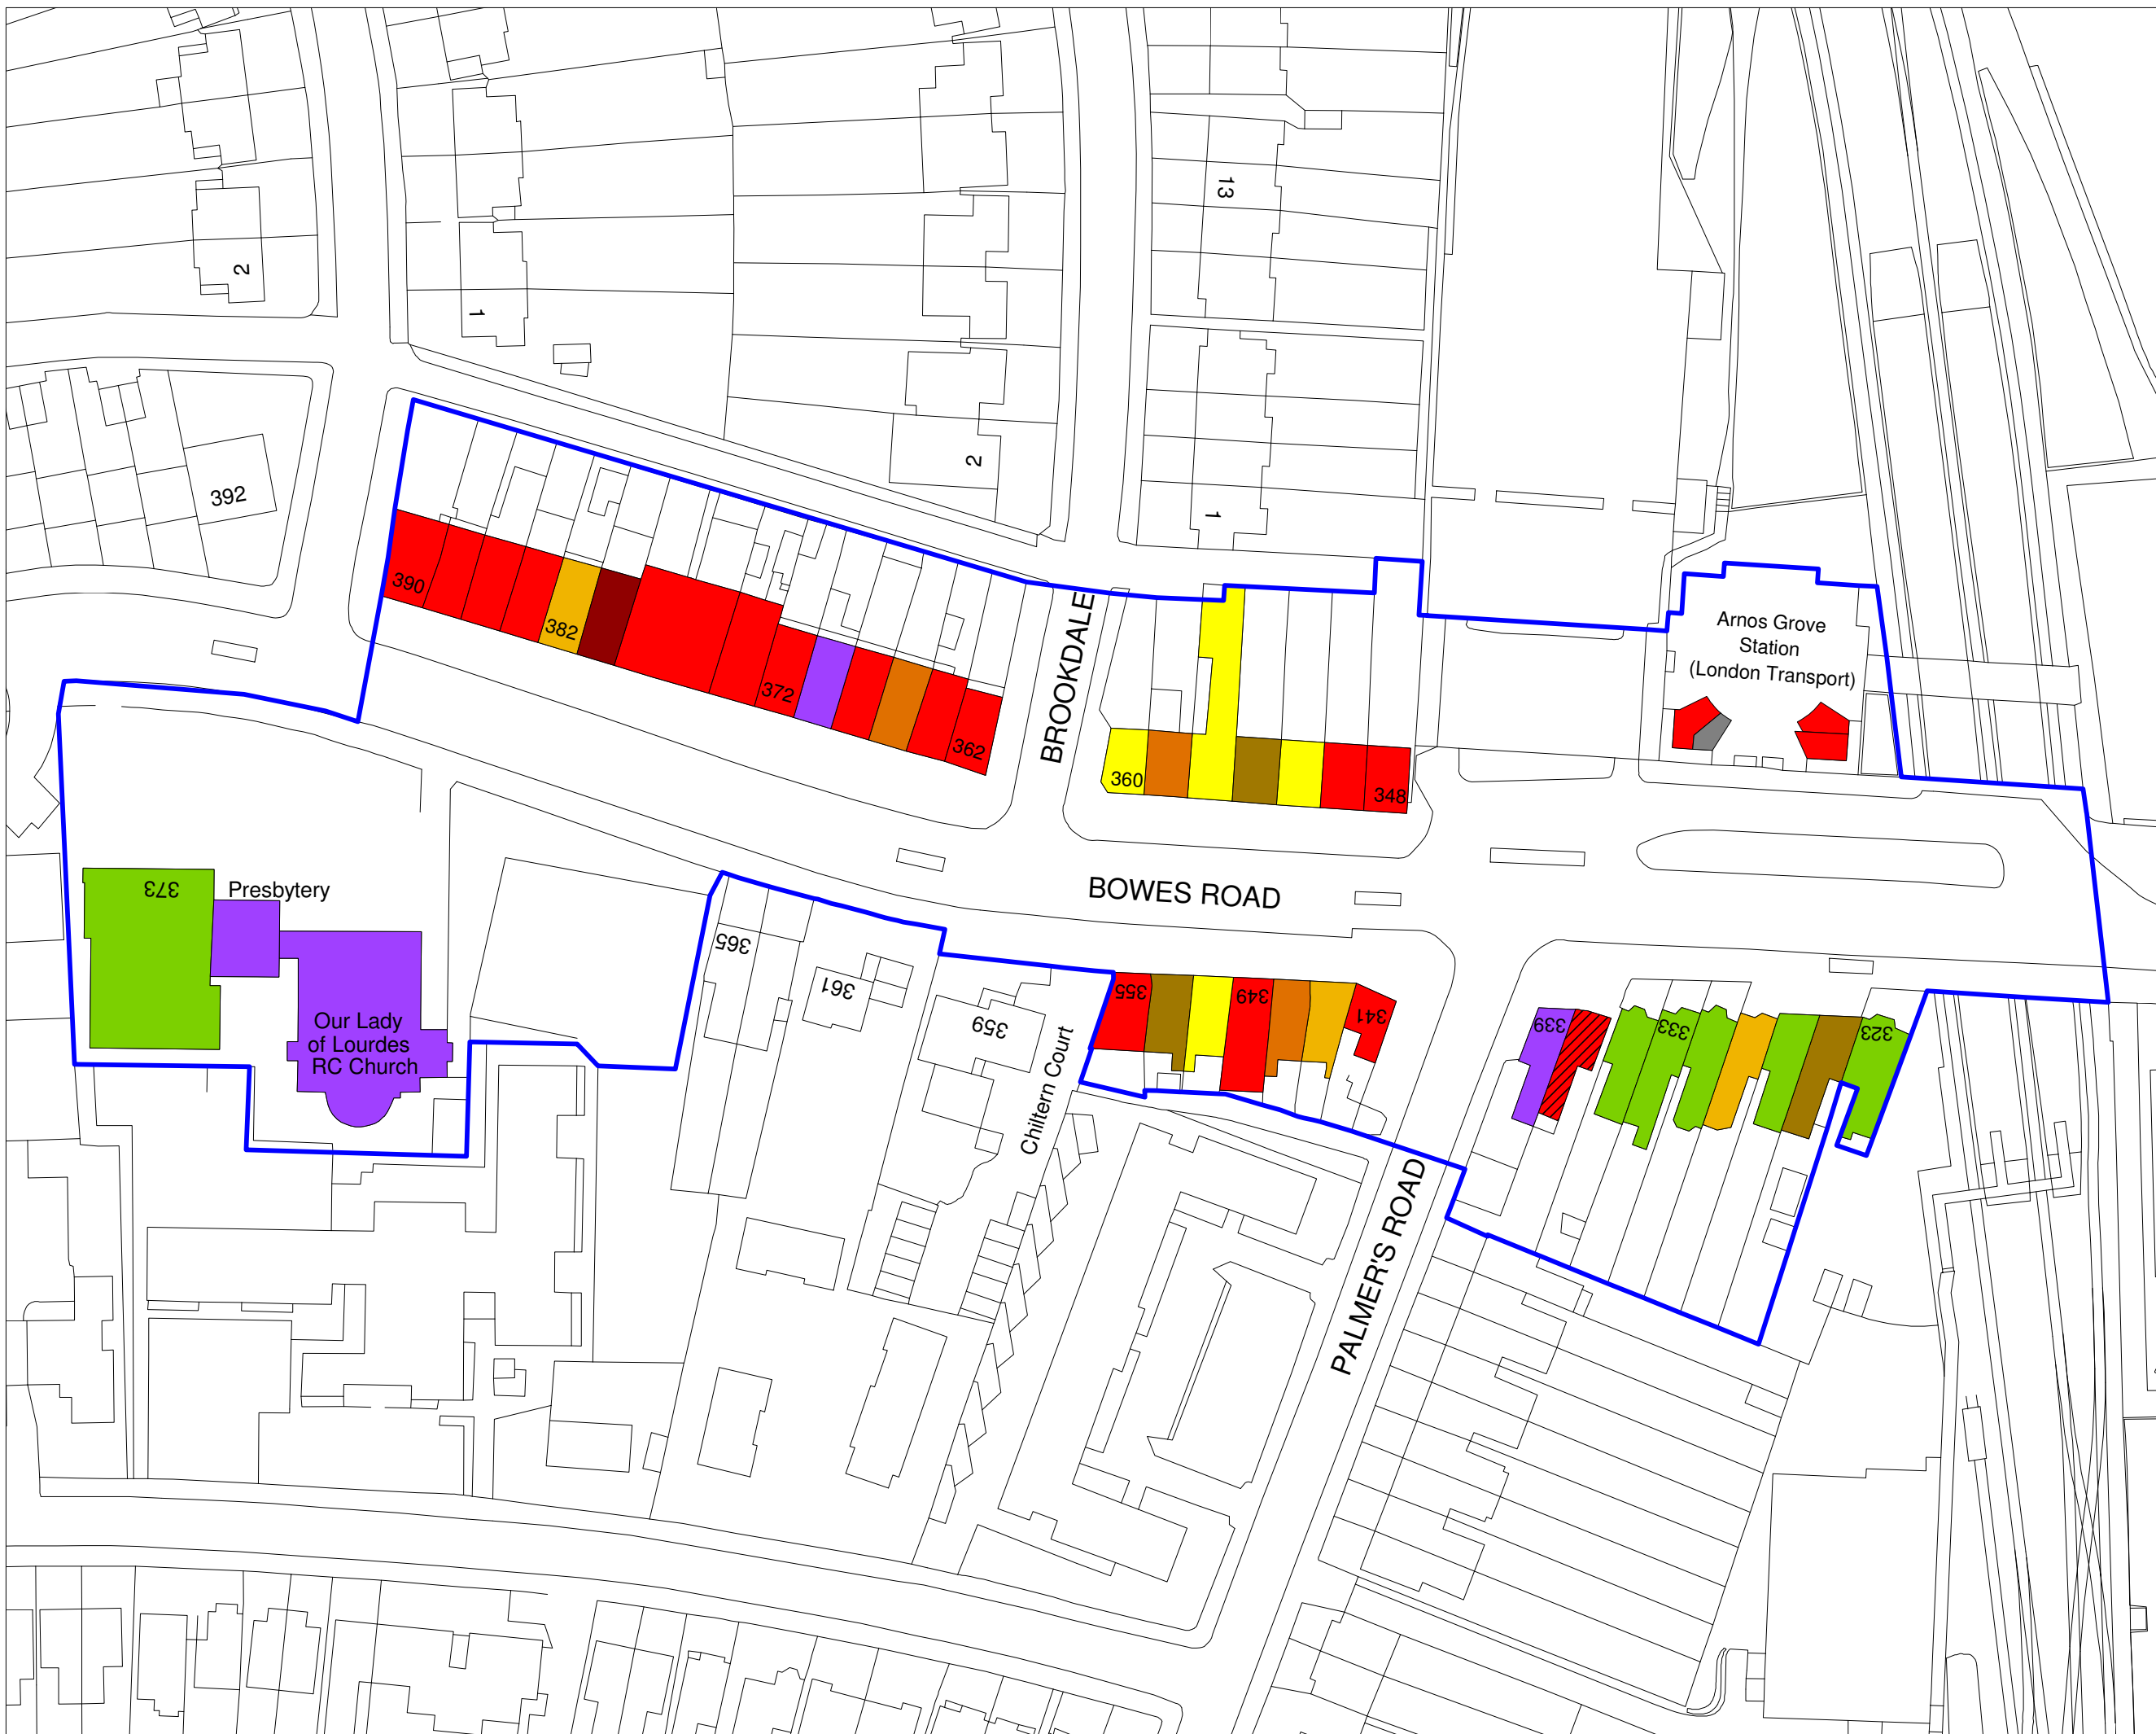 13
2
1
2
392
1
390
382
372
362
BROOKDALE
Arnos Grove
Station
(London Transport)
360
348
373
Presbytery
BOWES ROAD
365
361
359
355
349
341
339
333
323
Our Lady
of Lourdes
RC Church
Chiltern Court
PALMER'S ROAD